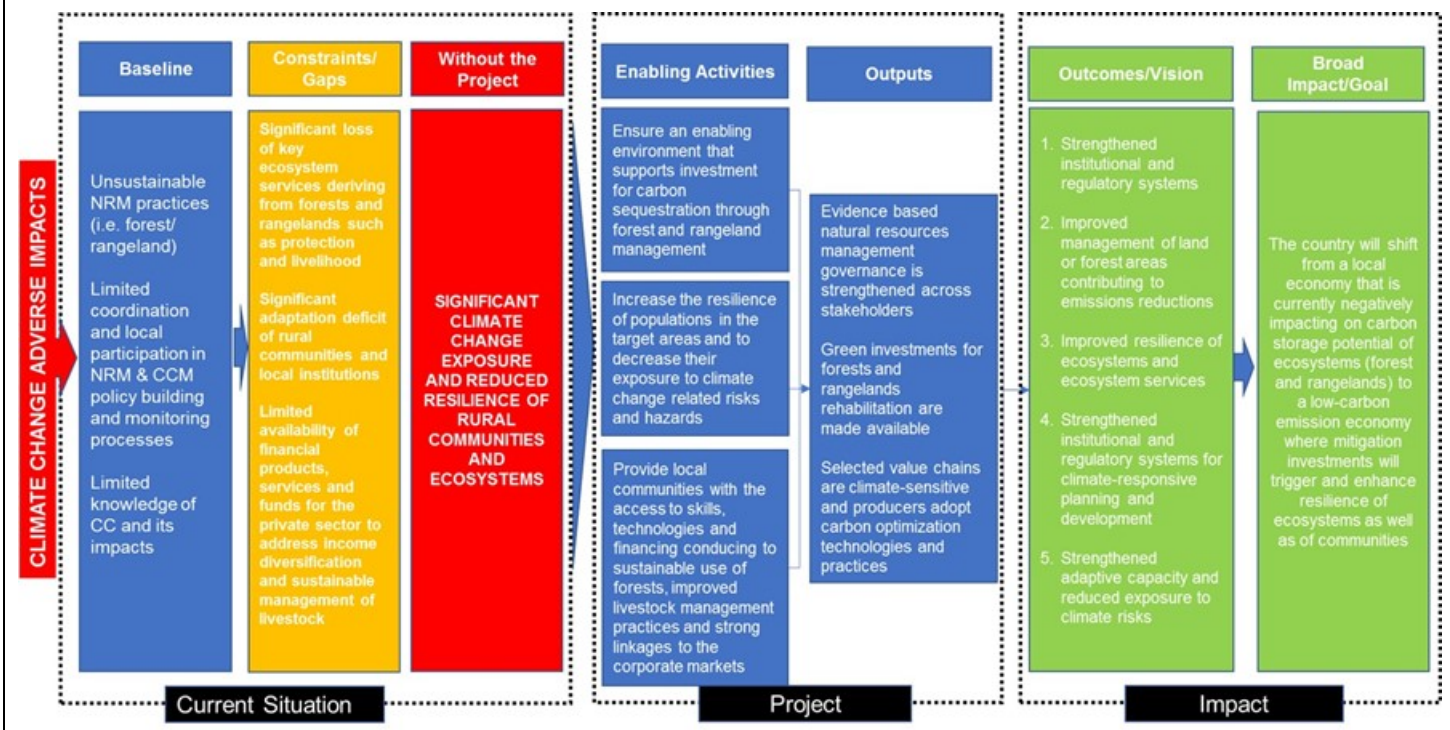 CLIMATE CHANGE ADVERSE IMPACTS
Baseline
Unsustainable
NRM practices
(i.e. forest/
rangeland)
Limited
coordination
and local
participation in
NRM & CCM
policy building
and monitoring
processes
Limited
knowledge of
CC and its
impacts
Constraints/
Gaps
Significant loss
of key
ecosystem
services deriving
from forests and
rangelands such
as protection
and livelihood
Significant
adaptation deficit
of rural
communities and
local institutions
Limited
availability of
financial
products,
services and
funds for the
private sector to
address income
diversification
and sustainable
management of
livestock
Without the
Project
SIGNIFICANT
CLIMATE
CHANGE
EXPOSURE
AND REDUCED
RESILIENCE OF
RURAL
COMMUNITIES
AND
ECOSYSTEMS
Current Situation
Enabling Activities
Ensure an enabling
environment that
supports investment
for carbon
sequestration through
forest and rangeland
management
Increase the resilience
of populations in the
target areas and to
decrease their
exposure to climate
change related risks
and hazards
Provide local
communities with the
access to skills,
technologies and
financing conducing to
sustainable use of
forests, improved
livestock management
practices and strong
linkages to the
corporate markets
Outputs
Evidence based
natural resources
management
governance is
strengthened across
stakeholders
Green investments for
forests and
rangelands
rehabilitation are
made available
Selected value chains
are climate-sensitive
and producers adopt
carbon optimization
technologies and
practices
Project
Outcomes/Vision
1. Strengthened
institutional and
regulatory systems
2. Improved
management of land
or forest areas
contributing to
emissions reductions
3. Improved resilience of
ecosystems and
ecosystem services
4. Strengthened
institutional and
regulatory systems for
climate-responsive
planning and
development
5. Strengthened
adaptive capacity and
reduced exposure to
climate risks
Broad
Impact/Goal
The country will shift
from a local
economy that is
currently negatively
impacting on carbon
storage potential of
ecosystems (forest
and rangelands) to
a low-carbon
emission economy
where mitigation
investments will
trigger and enhance
resilience of
ecosystems as well
as of communities
Impact